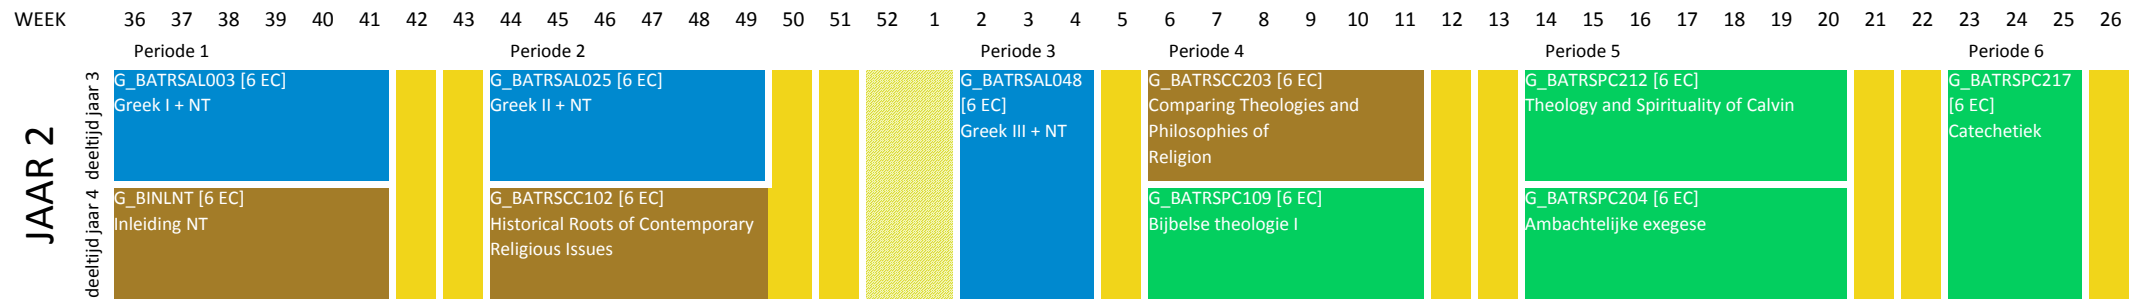 WEEK 36 37 38 39 40 41 42 43 44 45 46 47 48 49 50 51 52 1 2 3 4 5 6 7 8 9 10 11 12 13 14 15 16 17 18 19 20 21 22 23 24 25 26
Periode 1 Periode 2 Periode 3 Periode 4 Periode 5 Periode 6
JAAR 2
deeltijd jaar 3
G_BATRSAL003 [6 EC]
Greek I + NT
G_BATRSAL025 [6 EC]
Greek II + NT
G_BATRSAL048
[6 EC]
Greek III + NT
G_BATRSCC203 [6 EC]
Comparing Theologies and
Philosophies of
Religion
G_BATRSPC212 [6 EC]
Theology and Spirituality of Calvin
G_BATRSPC217
[6 EC]
Catechetiek
deeltijd jaar 4
G_BINLNT [6 EC]
Inleiding NT
G_BATRSCC102 [6 EC]
Historical Roots of Contemporary
Religious Issues
G_BATRSPC109 [6 EC]
Bijbelse theologie I
G_BATRSPC204 [6 EC]
Ambachtelijke exegese